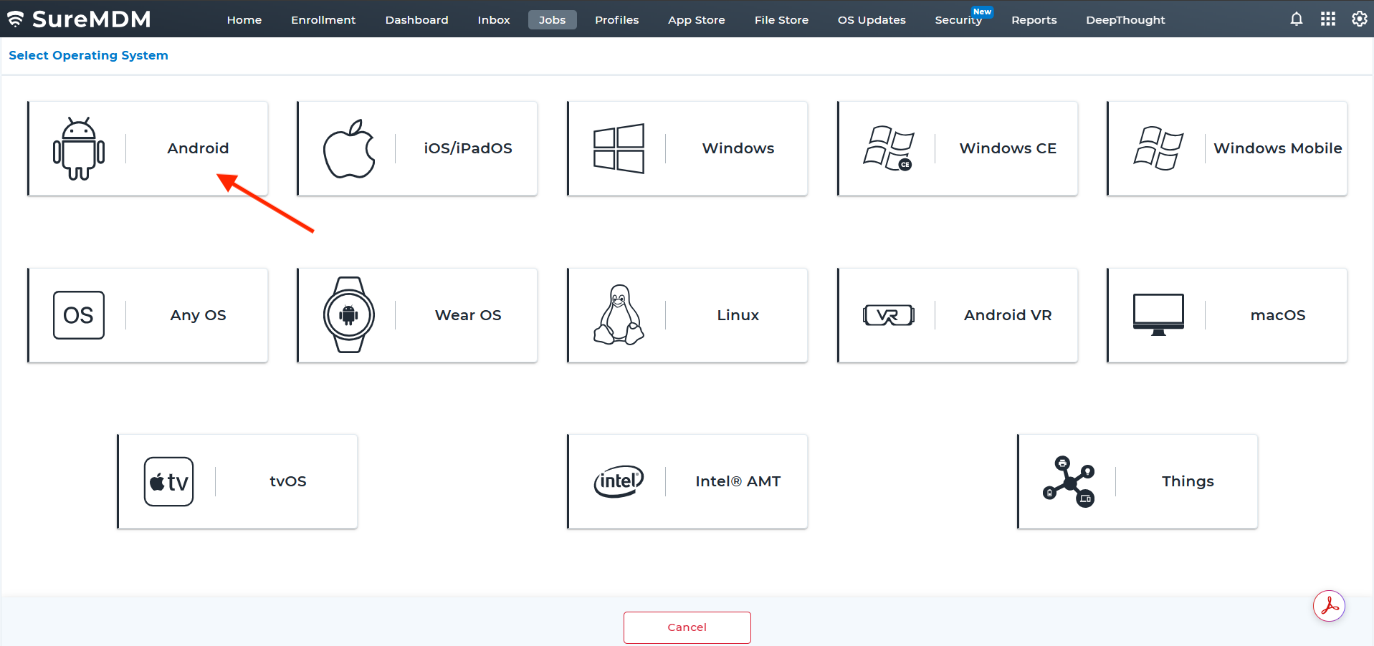 SureMDM Home Enrollment Dashboard Inbox Jobs Profiles App Store File Store OS Updates Security New Reports DeepThought
Select Operating System
Android iOS/iPadOS Windows CE Windows CE Windows Mobile
OS Any OS Wear OS Linux VR Android VR macOS
tv tvOS intel Intel® AMT Things
Cancel